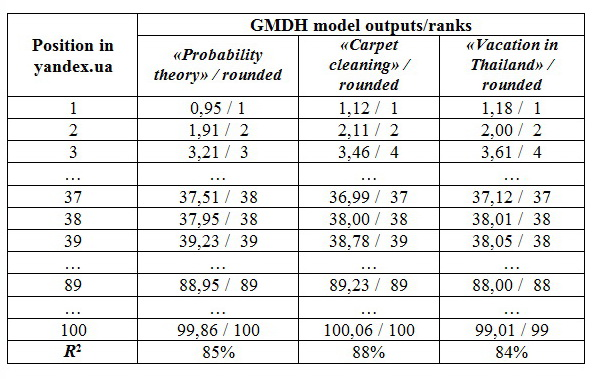 Position in yandex.ua
GMDH model outputs/ranks
«Probability theory» / rounded
«Carpet cleaning» / rounded
«Vacation in Thailand» / rounded
1 0,95 / 1 1,12 / 1 1,18 / 1
2 1,91 / 2 2,11 / 2 2,00 / 2
3 3,21 / 3 3,46 / 4 3,61 / 4
… … … …
37 37,51 / 38 36,99 / 37 37,12 / 37
38 37,95 / 38 38,00 / 38 38,01 / 38
39 39,23 / 39 38,78 / 39 38,05 / 38
… … … …
89 88,95 / 89 89,23 / 89 88,00 / 88
… … … …
100 99,86 / 100 100,06 / 100 99,01 / 99
R² 85% 88% 84%